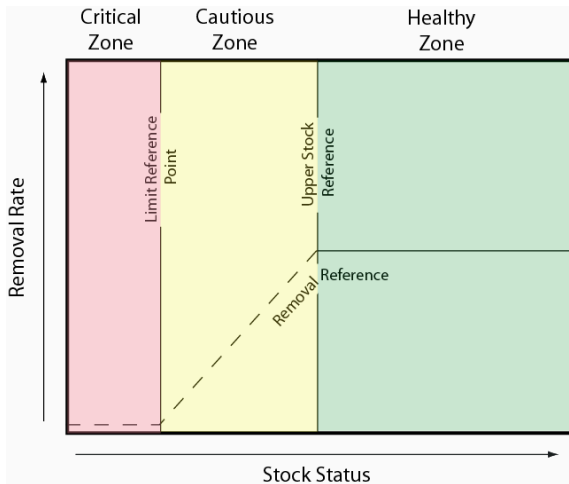 Critical
Zone
Cautious
Zone
Healthy
Zone
Removal Rate
Limit Reference
Point
Upper Stock
Reference
Removal Reference
Stock Status